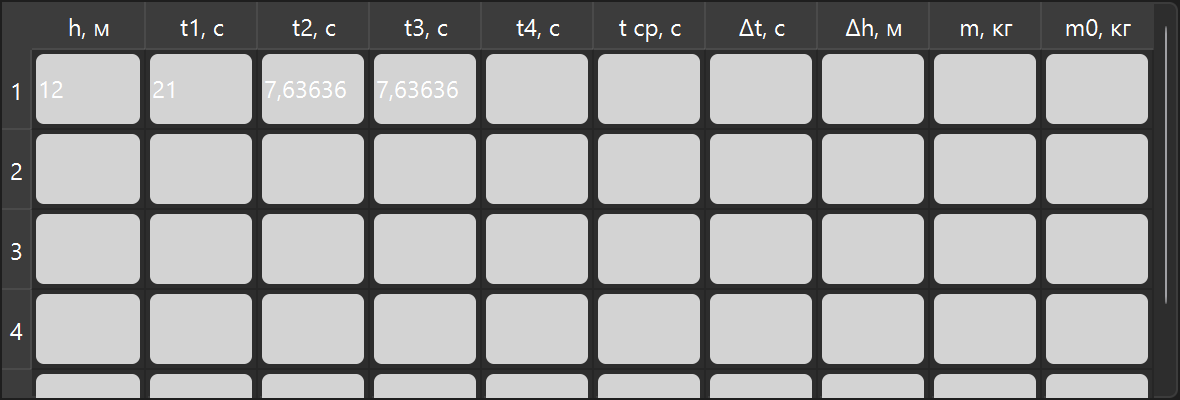 h, м t1, с t2, с t3, с t4, с t ср, с Δt, с Δh, м m, кг m0, кг
1 12 21 7,63636 7,63636
2
3
4